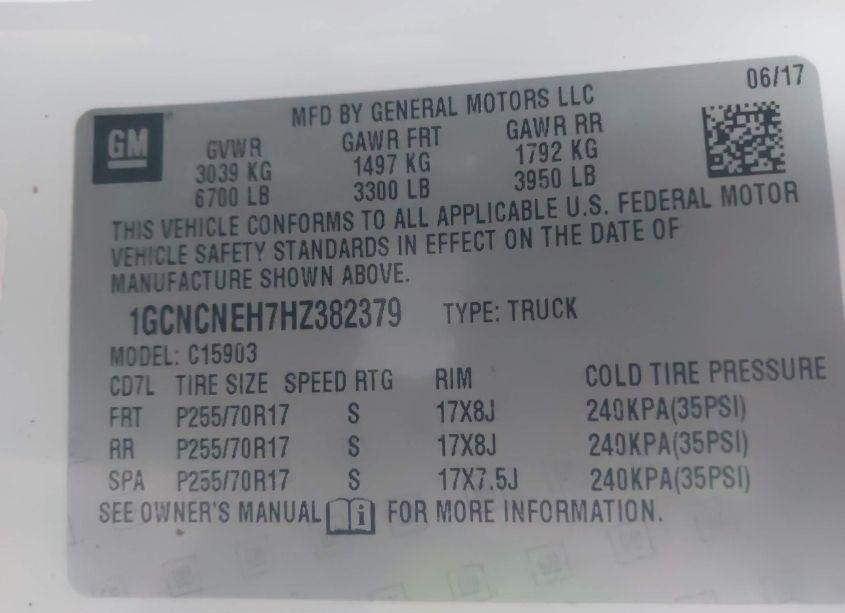 06/17
MFD BY GENERAL MOTORS LLC
GM
GVWR GAWR FRT GAWR RR
3039 KG 1497 KG 1792 KG
6700 LB 3300 LB 3950 LB
THIS VEHICLE CONFORMS TO ALL APPLICABLE U.S. FEDERAL MOTOR
VEHICLE SAFETY STANDARDS IN EFFECT ON THE DATE OF
MANUFACTURE SHOWN ABOVE.
1GCNCNEH7HZ382379 TYPE: TRUCK
MODEL: C15903
CD7L TIRE SIZE SPEED RTG RIM COLD TIRE PRESSURE
FRT P255/70R17 S 17X8J 240KPA(35PSI)
RR P255/70R17 S 17X8J 240KPA(35PSI)
SPA P255/70R17 S 17X7.5J 240KPA(35PSI)
SEE OWNER'S MANUAL i FOR MORE INFORMATION.